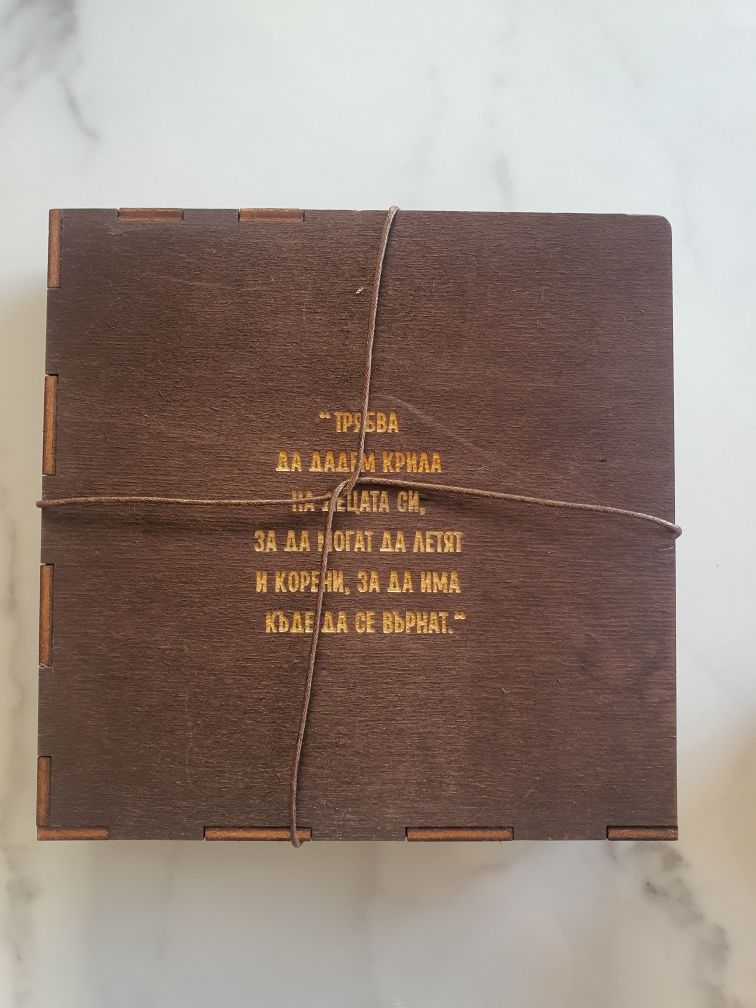 “ТРЯБВА
ДА ДАДЕМ КРИЛА
НА ДЕЦАТА СИ,
ЗА ДА МОГАТ ДА ЛЕТЯТ
И КОРЕНИ, ЗА ДА ИМА
КЪДЕ ДА СЕ ВЪРНАТ.“